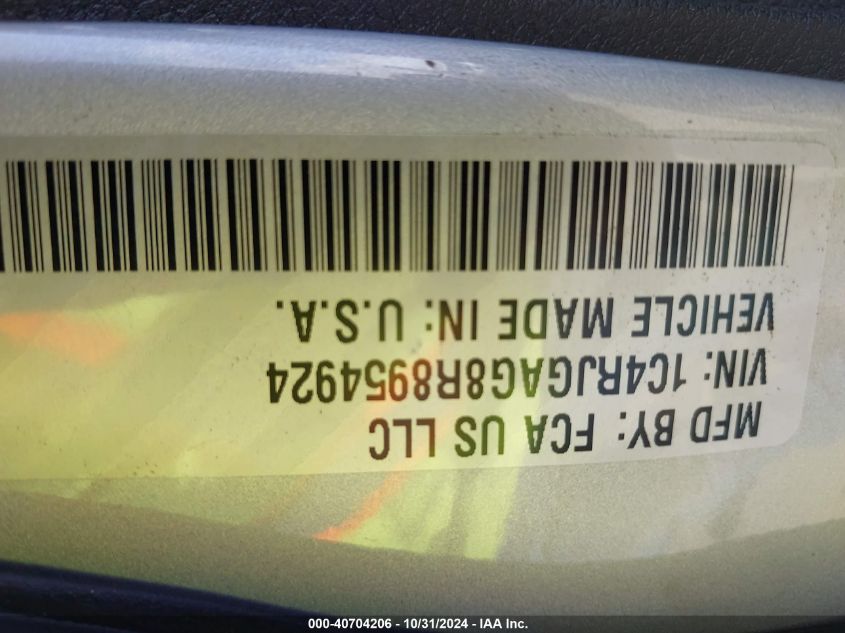 MFD BY: FCA US LLC
VIN: 1C4RJGAG8R8954924
VEHICLE MADE IN: U.S.A.
000-40704206 - 10/31/2024 - IAA Inc.